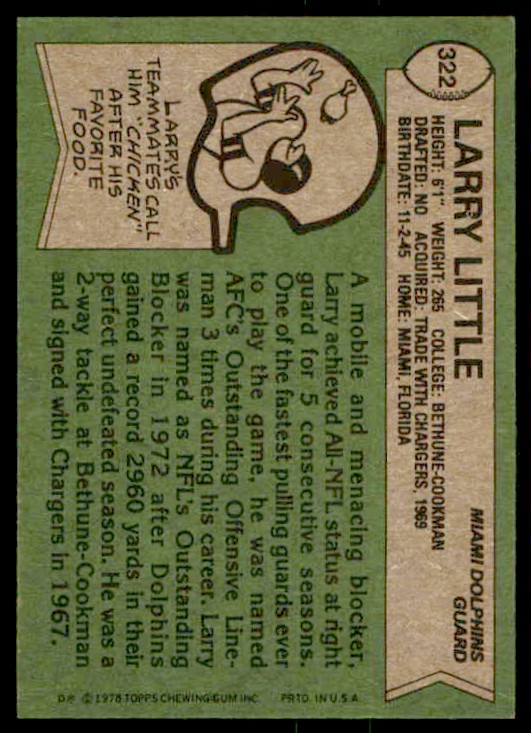 322
LARRY LITTLE
MIAMI DOLPHINS
GUARD
HEIGHT: 6'1" WEIGHT: 265 COLLEGE: BETHUNE-COOKMAN
DRAFTED: NO ACQUIRED: TRADE WITH CHARGERS, 1969
BIRTHDATE: 11-2-45 HOME: MIAMI, FLORIDA
LARRY'S
TEAMMATES CALL
HIM "CHICKEN"
AFTER HIS
FAVORITE
FOOD.
A mobile and menacing blocker,
Larry achieved All-NFL status at right
guard for 5 consecutive seasons.
One of the fastest pulling guards ever
to play the game, he was named
AFC's Outstanding Offensive Line-
man 3 times during his career. Larry
was named as NFL's Outstanding
Blocker in 1972 after Dolphins
gained a record 2960 yards in their
perfect undefeated season. He was a
2-way tackle at Bethune-Cookman
and signed with Chargers in 1967.
© 1978 TOPPS CHEWING GUM INC. PRTD. IN U.S.A.